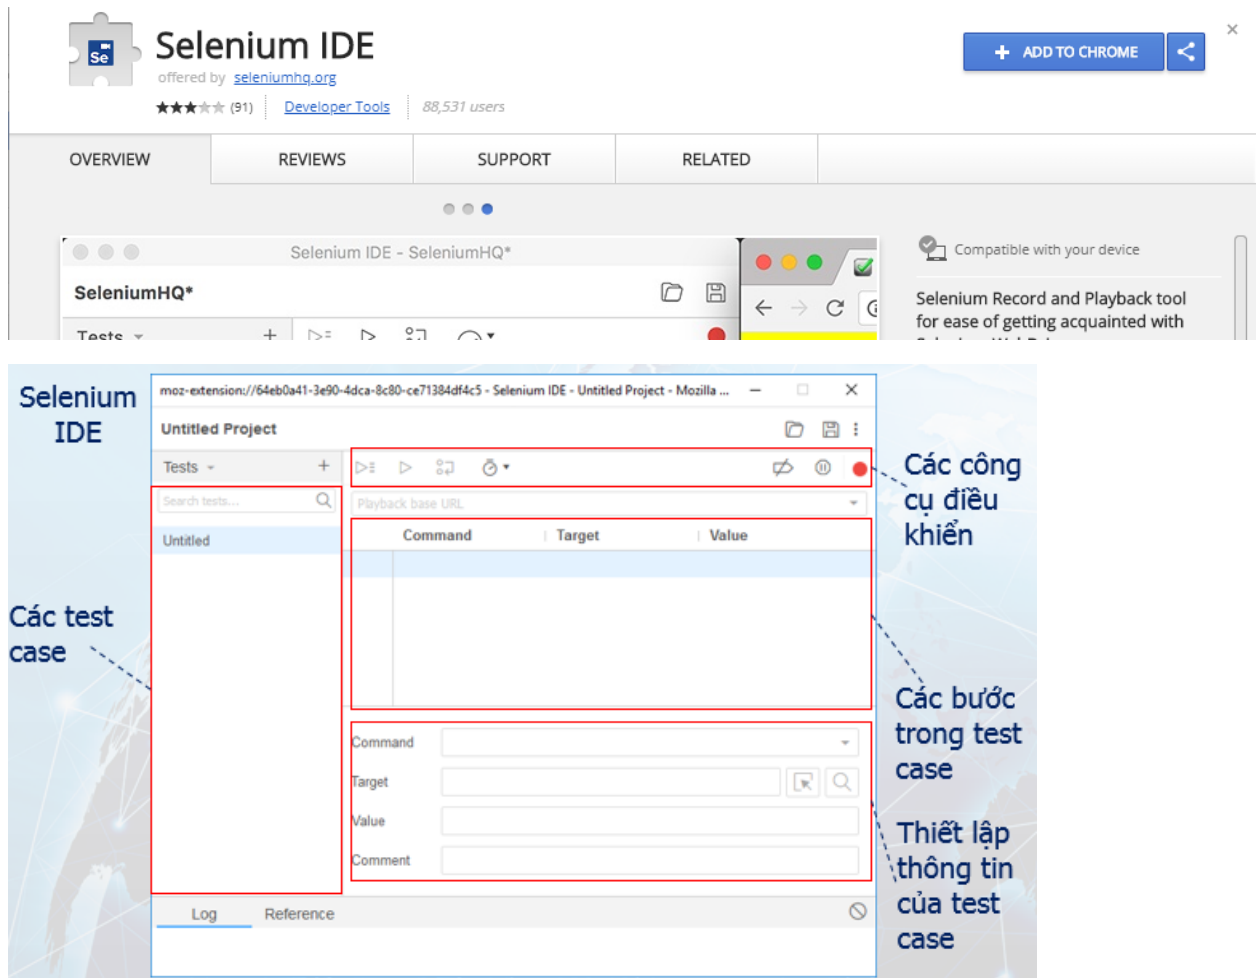 Se
Selenium IDE
offered by seleniumhq.org
(91) Developer Tools 88,531 users
+ ADD TO CHROME
OVERVIEW REVIEWS SUPPORT RELATED
Selenium IDE - SeleniumHQ*
SeleniumHQ*
Tests
Compatible with your device
Selenium Record and Playback tool
for ease of getting acquainted with
Selenium
IDE
moz-extension://64eb0a41-3e90-4dca-8c80-ce71384df4c5 - Selenium IDE - Untitled Project - Mozilla ...
Untitled Project
Tests
Search tests...
Playback base URL
Command Target Value
Untitled
Command
Target
Value
Comment
Log Reference
Các test
case
Các công
cụ điều
khiển
Các bước
trong test
case
Thiết lập
thông tin
của test
case